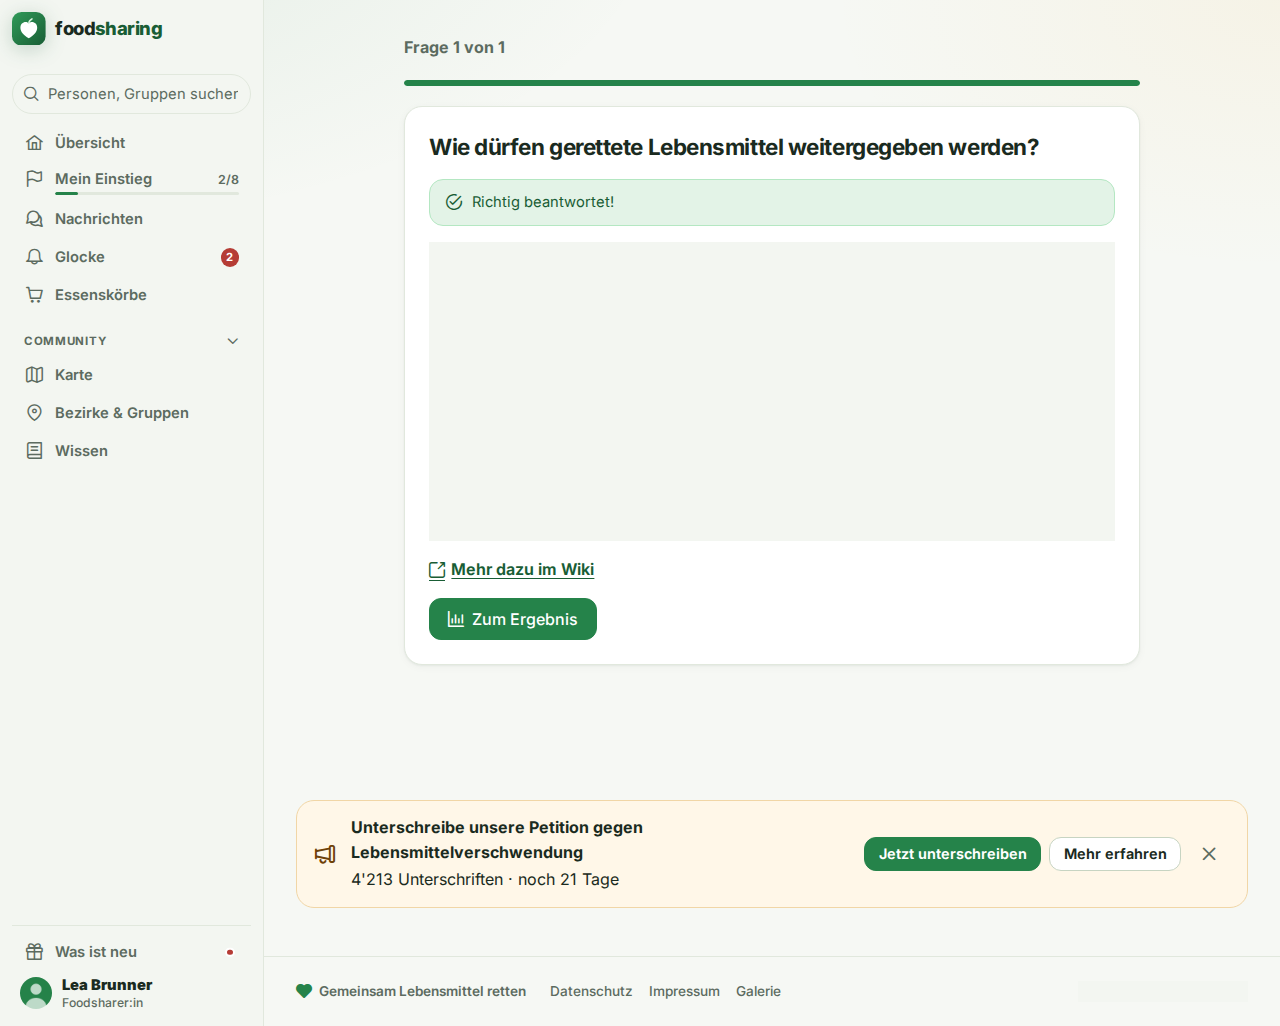 foodsharing
Personen, Gruppen sucher
Übersicht
Mein Einstieg 2/8
Nachrichten
Glocke 2
Essenskörbe
COMMUNITY
Karte
Bezirke & Gruppen
Wissen
Was ist neu
Lea Brunner
Foodsharer:in
Frage 1 von 1
Wie dürfen gerettete Lebensmittel weitergegeben werden?
Richtig beantwortet!
Mehr dazu im Wiki
Zum Ergebnis
Unterschreibe unsere Petition gegen
Lebensmittelverschwendung
4'213 Unterschriften · noch 21 Tage
Jetzt unterschreiben
Mehr erfahren
Gemeinsam Lebensmittel retten Datenschutz Impressum Galerie